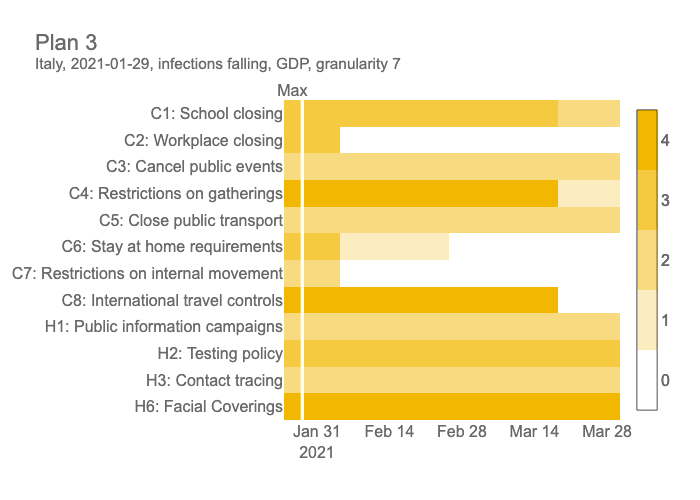 Plan 3
Italy, 2021-01-29, infections falling, GDP, granularity 7
Max
C1: School closing
C2: Workplace closing
C3: Cancel public events
C4: Restrictions on gatherings
C5: Close public transport
C6: Stay at home requirements
C7: Restrictions on internal movement
C8: International travel controls
H1: Public information campaigns
H2: Testing policy
H3: Contact tracing
H6: Facial Coverings
Jan 31 Feb 14 Feb 28 Mar 14 Mar 28
2021
4
3
2
1
0